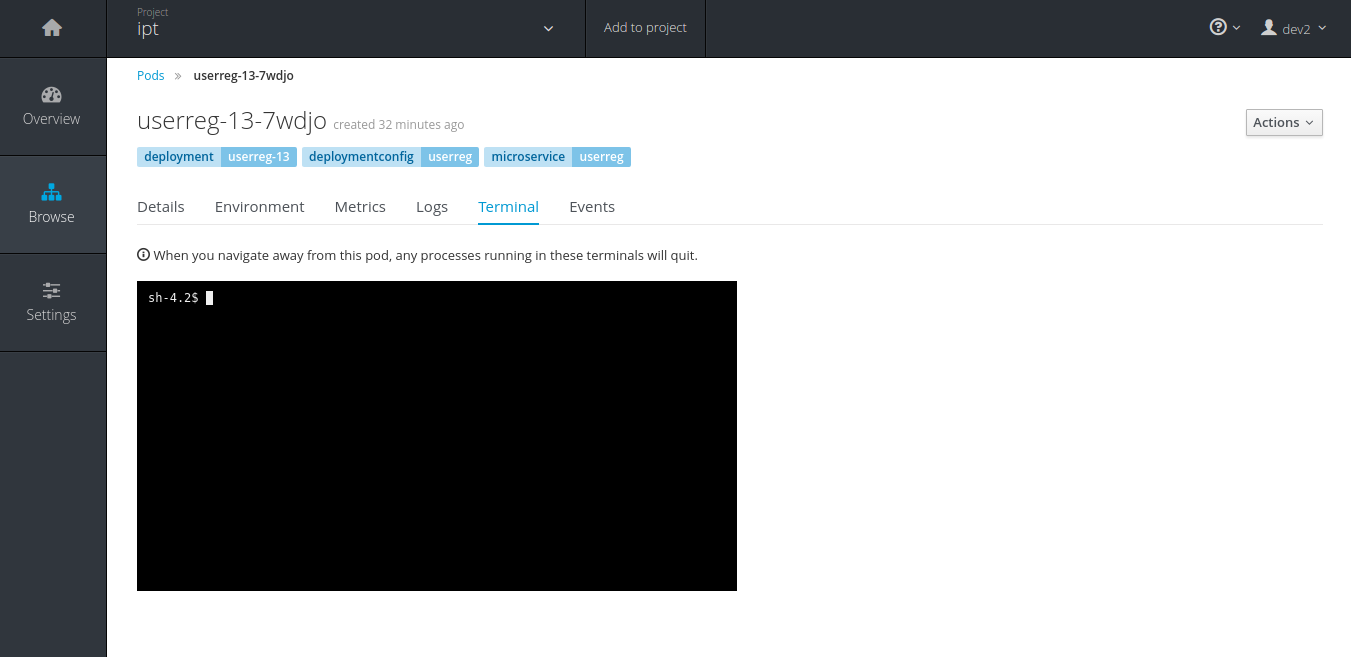 Project
ipt
Add to project
dev2
Overview
Browse
Settings
Pods » userreg-13-7wdjo
userreg-13-7wdjo created 32 minutes ago
Actions
deployment userreg-13 deploymentconfig userreg microservice userreg
Details Environment Metrics Logs Terminal Events
When you navigate away from this pod, any processes running in these terminals will quit.
sh-4.2$